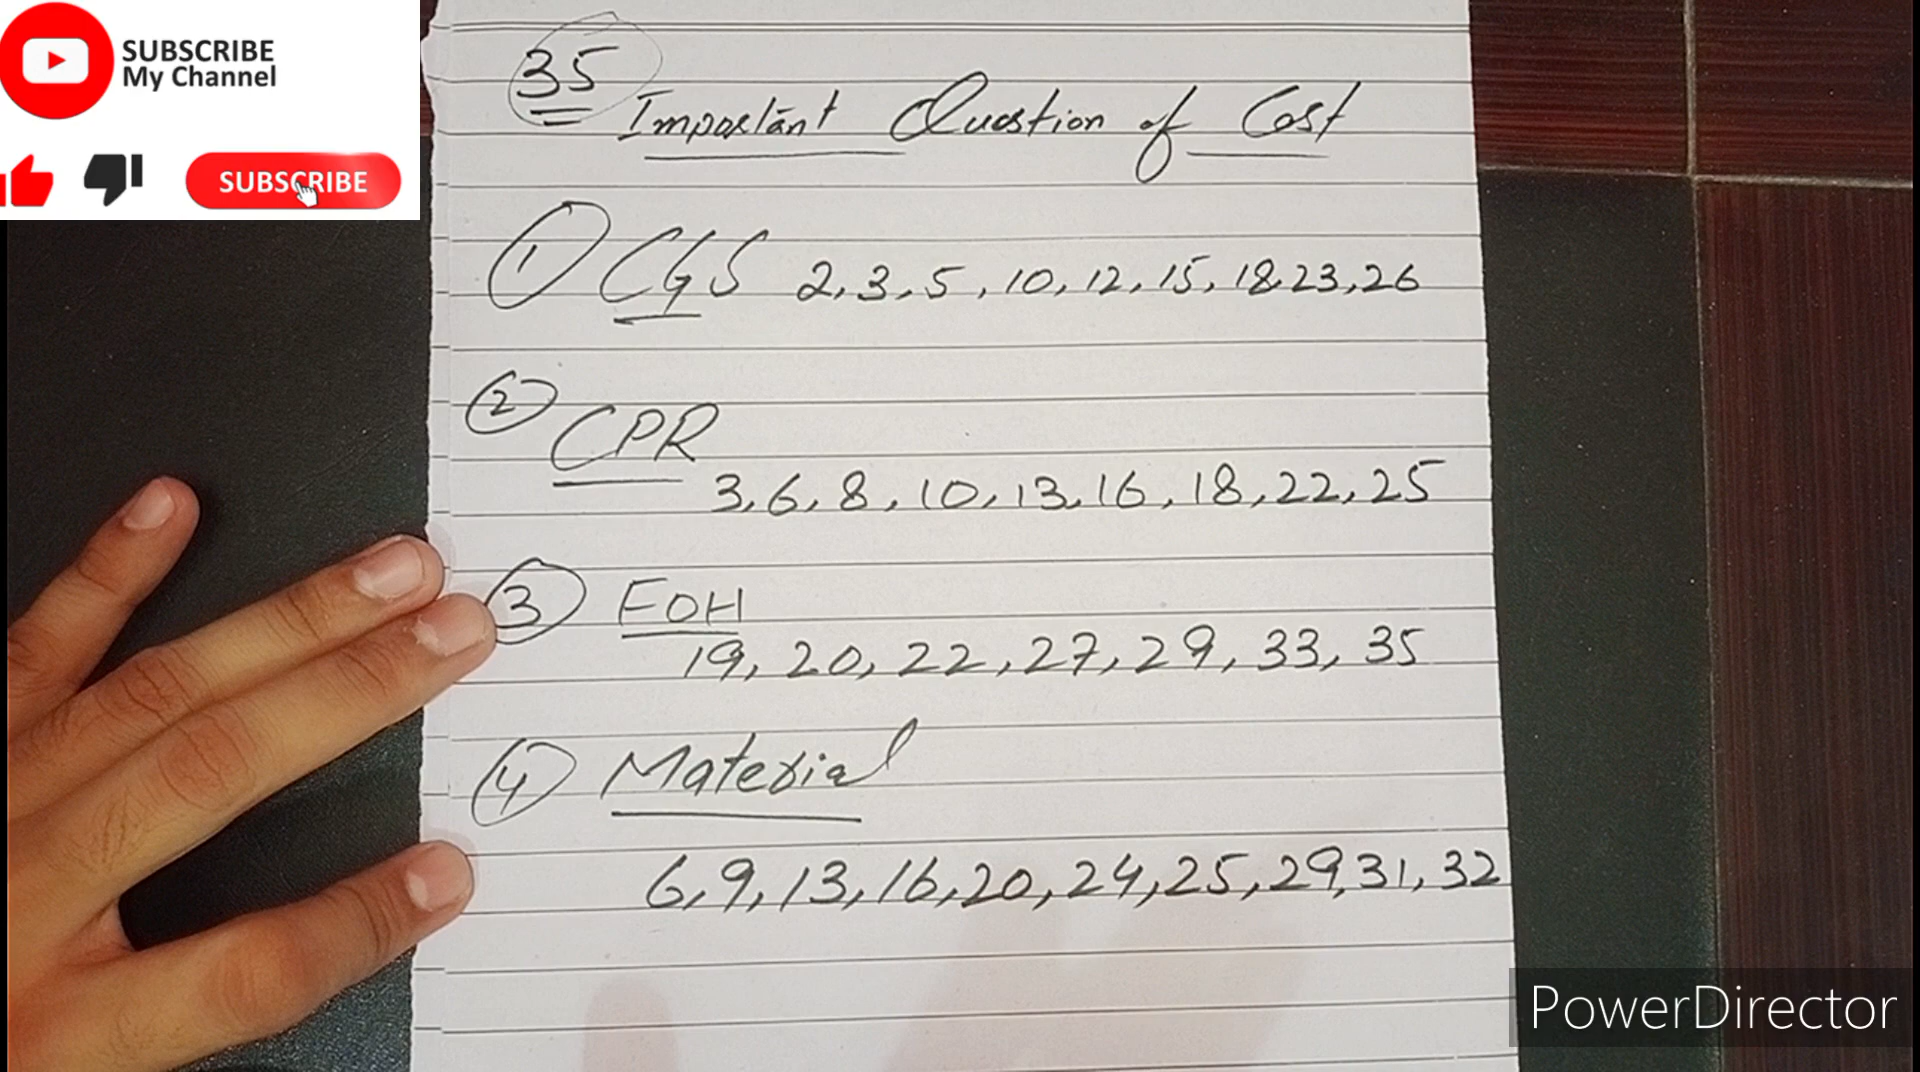 SUBSCRIBE
My Channel
SUBSCRIBE
35
Important Question of Cost
1 CGS 2, 3, 5, 10, 12, 15, 18, 23, 26
2 CPR
3, 6, 8, 10, 13, 16, 18, 22, 25
3 FOH
19, 20, 22, 27, 29, 33, 35
4 Material
6, 9, 13, 16, 20, 24, 25, 29, 31, 32
PowerDirector